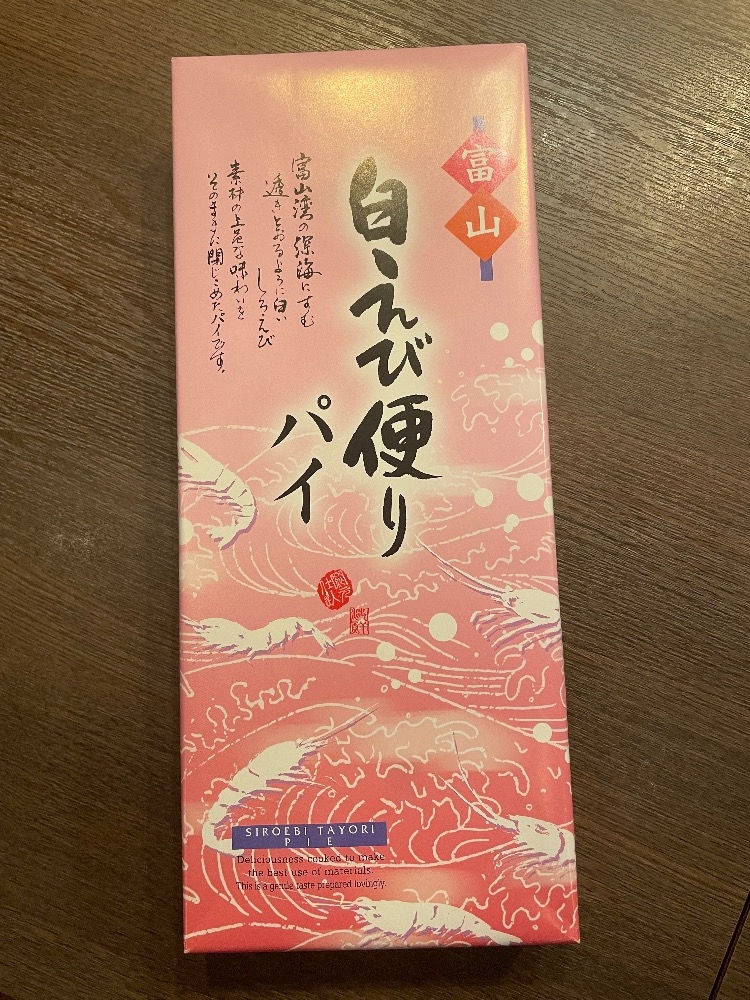 富山
白えび便り
パイ
富山湾の深海にすむ
透きとおるように白い
しろえび
素材の上品な味わいを
そのままに閉じこめたパイです。
SIROEBI TAYORI
PIE
Deliciousness cooked to make
the best use of materials.
This is a gentle taste prepared lovingly.